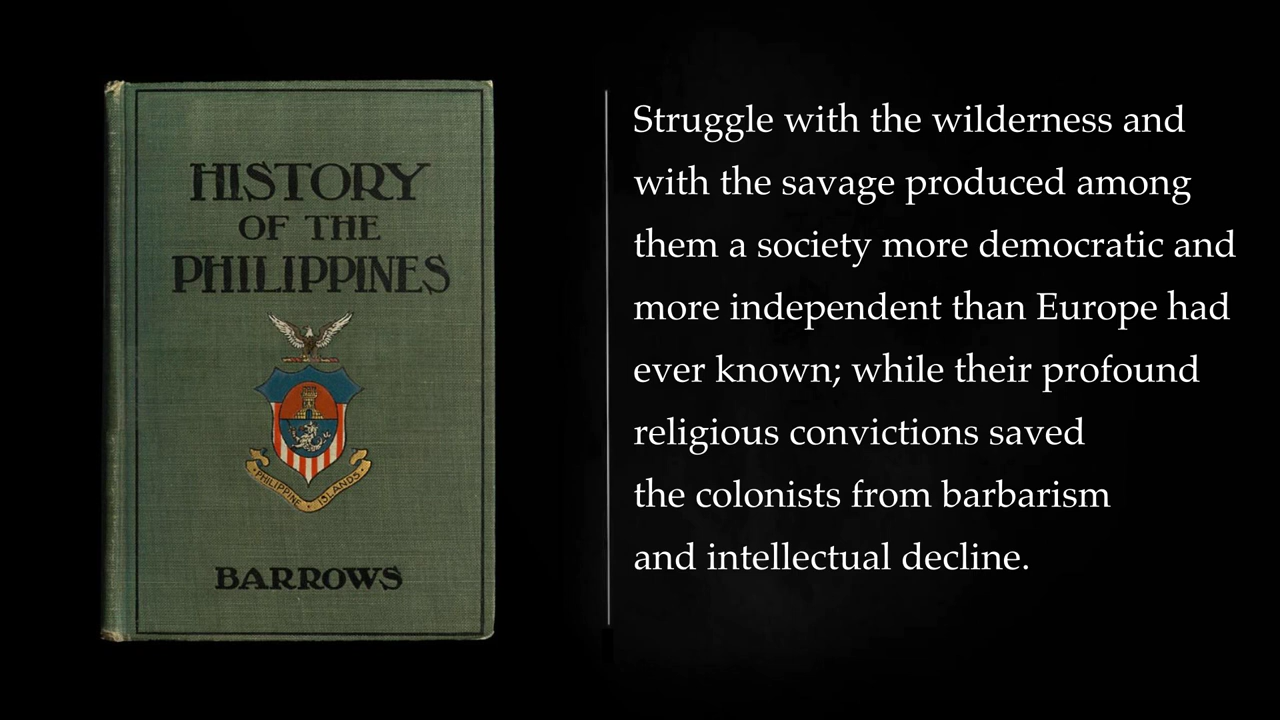 HISTORY
OF THE
PHILIPPINES
PHILIPPINE ISLANDS
BARROWS
Struggle with the wilderness and
with the savage produced among
them a society more democratic and
more independent than Europe had
ever known; while their profound
religious convictions saved
the colonists from barbarism
and intellectual decline.